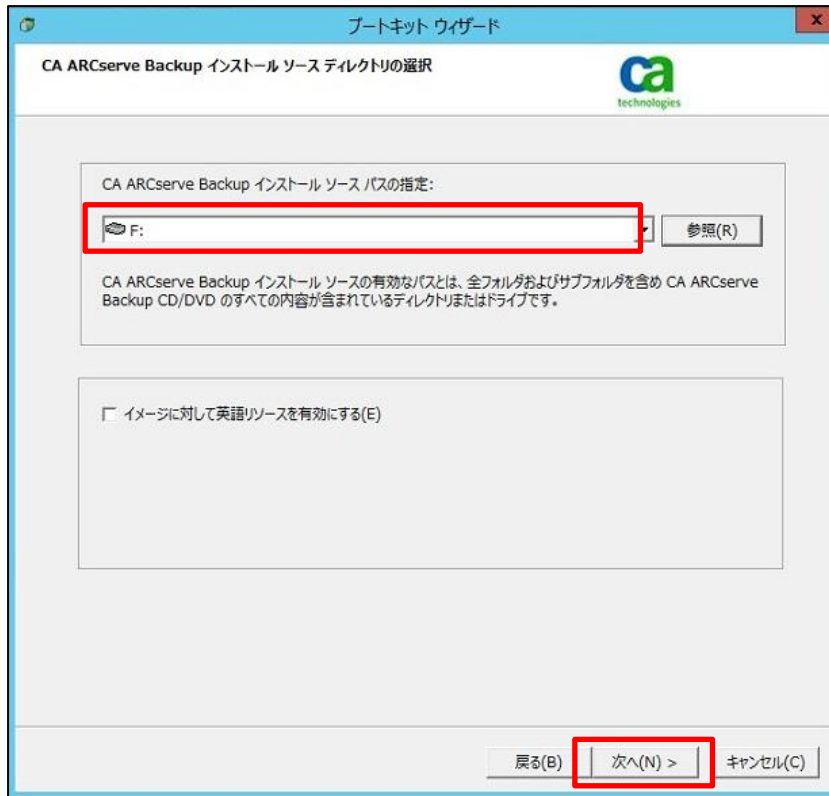 ブートキット ウィザード
x
CA ARCserve Backup インストール ソース ディレクトリの選択
ca
technologies
CA ARCserve Backup インストール ソース パスの指定:
F:
参照(R)
CA ARCserve Backup インストール ソースの有効なパスとは、全フォルダおよびサブフォルダを含め CA ARCserve
Backup CD/DVD のすべての内容が含まれているディレクトリまたはドライブです。
イメージに対して英語リソースを有効にする(E)
戻る(B)
次へ(N) >
キャンセル(C)